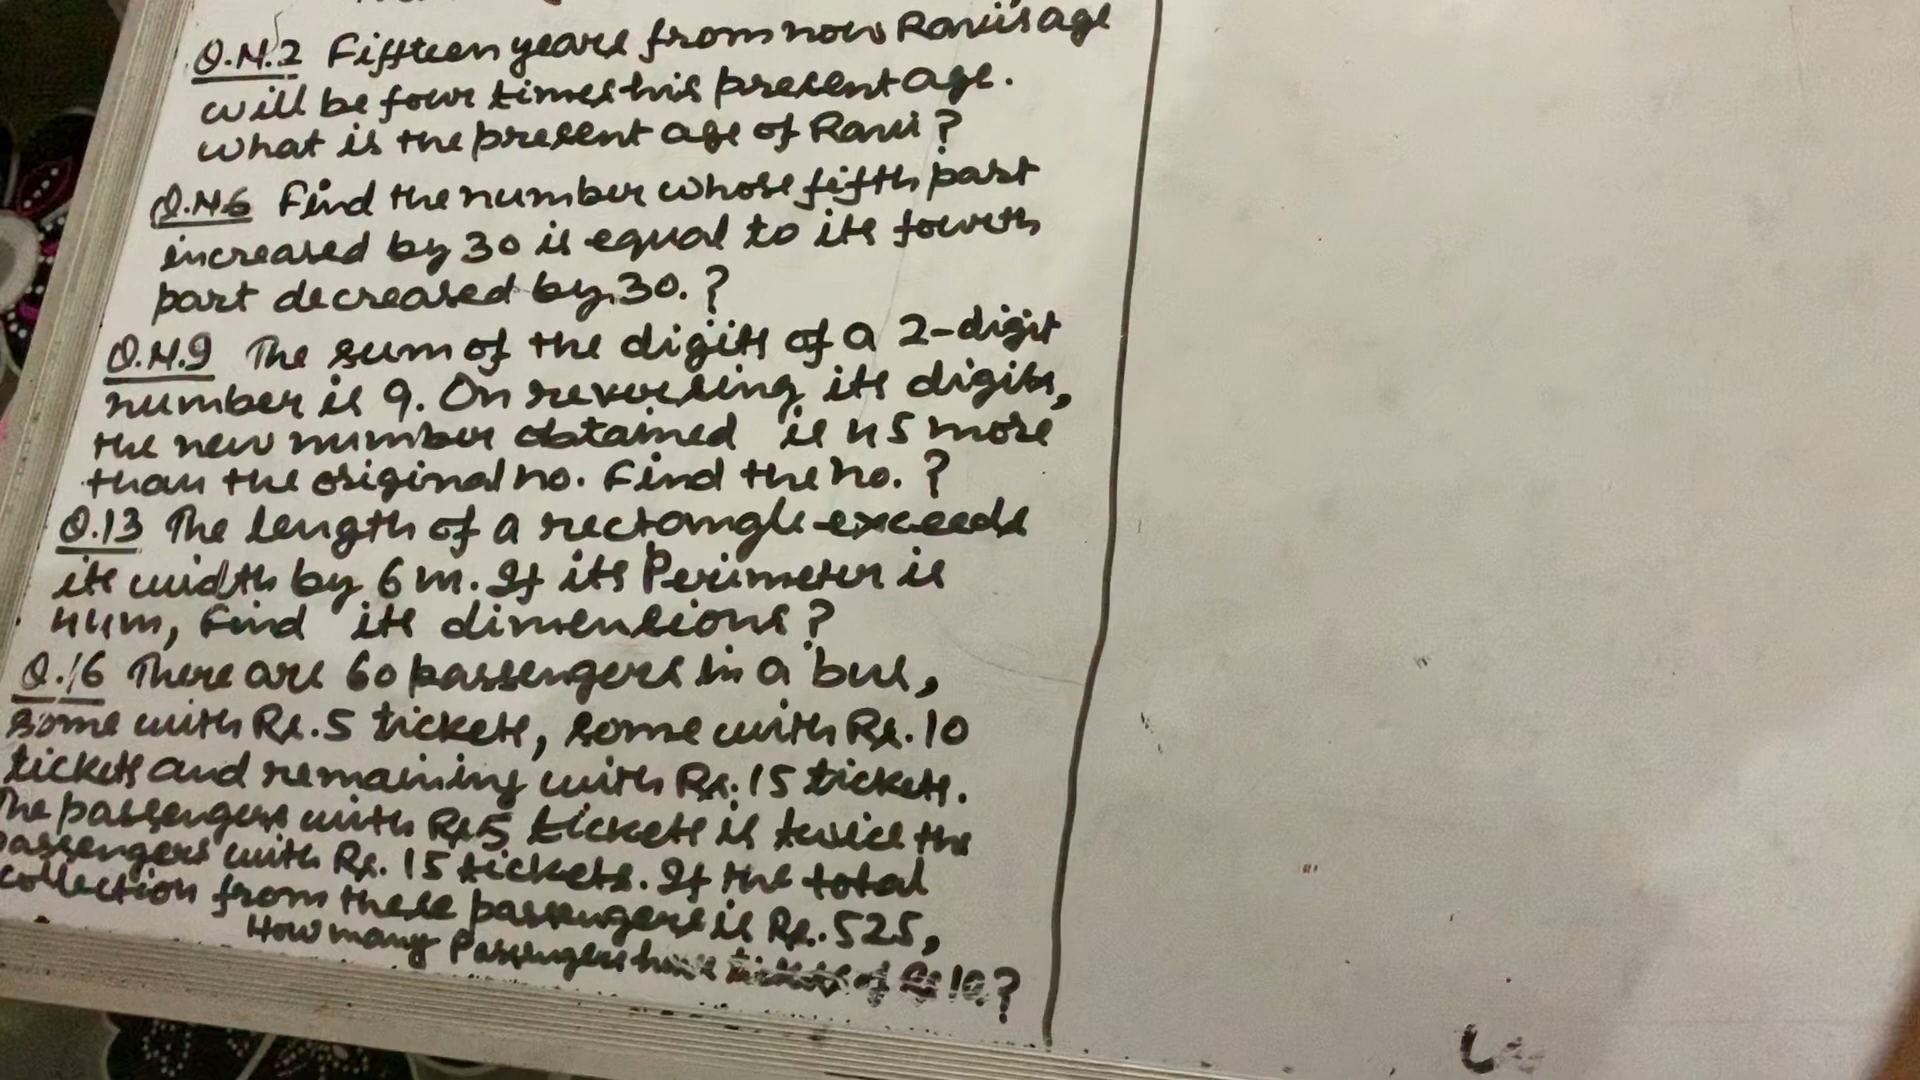 Q.N.2 Fifteen years from now Ravi's age
will be four times his present age.
What is the present age of Ravi?
Q.N.6 Find the number whose fifth part
increased by 30 is equal to its fourth
part decreased by 30.?
Q.N.9 The sum of the digits of a 2-digit
number is 9. On reversing its digits,
the new number obtained is 45 more
than the original no. Find the no.?
Q.13 The length of a rectangle exceeds
its width by 6m. If its Perimeter is
44m, Find its dimensions?
Q.16 There are 60 passengers in a bus,
some with Rs.5 tickets, some with Rs.10
tickets and remaining with Rs.15 tickets.
The passengers with Rs5 tickets is twice the
passengers with Rs. 15 tickets. If the total
collection from these passengers is Rs.525,
How many Passengers have tickets of Rs 10.?